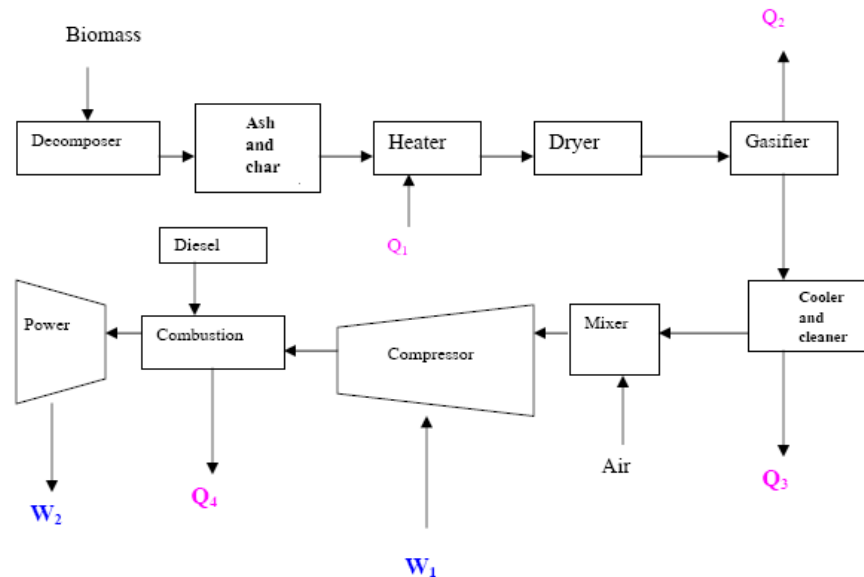 Biomass
Q₂
Decomposer
Ash
and
char
Heater
Dryer
Gasifier
Q₁
Diesel
Power
Combustion
Compressor
Mixer
Cooler
and
cleaner
Air
W₂
Q₄
Q₃
W₁